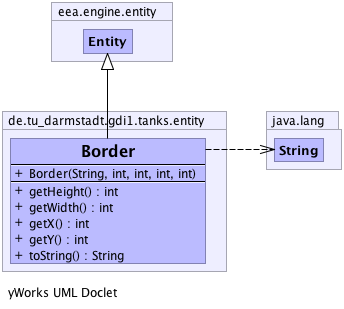 eea.engine.entity
Entity
de.tu_darmstadt.gdi1.tanks.entity
Border
+ Border(String, int, int, int, int)
+ getHeight() : int
+ getWidth() : int
+ getX() : int
+ getY() : int
+ toString() : String
java.lang
String
yWorks UML Doclet